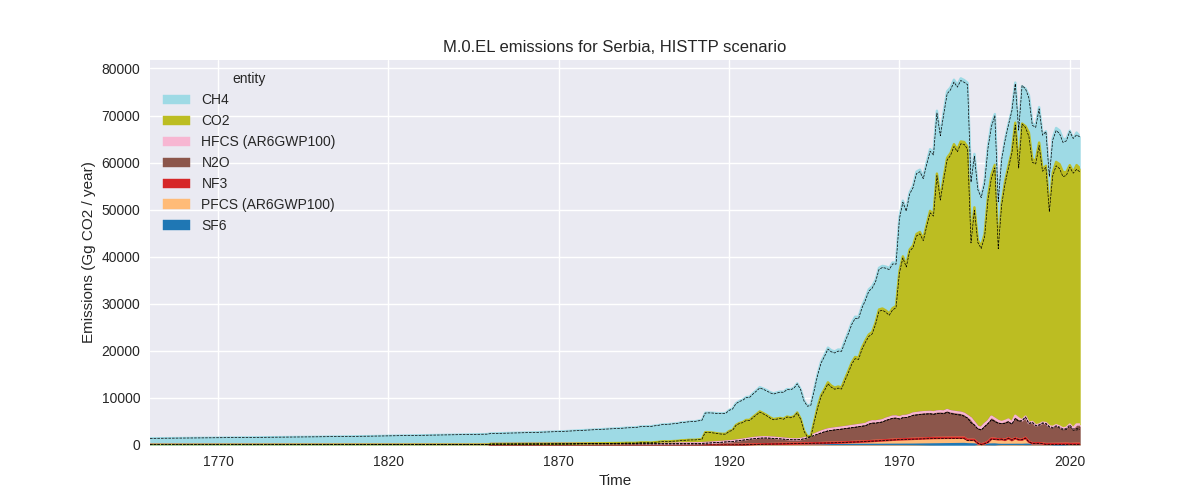 M.0.EL emissions for Serbia, HISTTP scenario
Emissions (Gg CO2 / year)
80000
70000
60000
50000
40000
30000
20000
10000
0
entity
CH4
CO2
HFCS (AR6GWP100)
N2O
NF3
PFCS (AR6GWP100)
SF6
1770
1820
1870
1920
1970
2020
Time